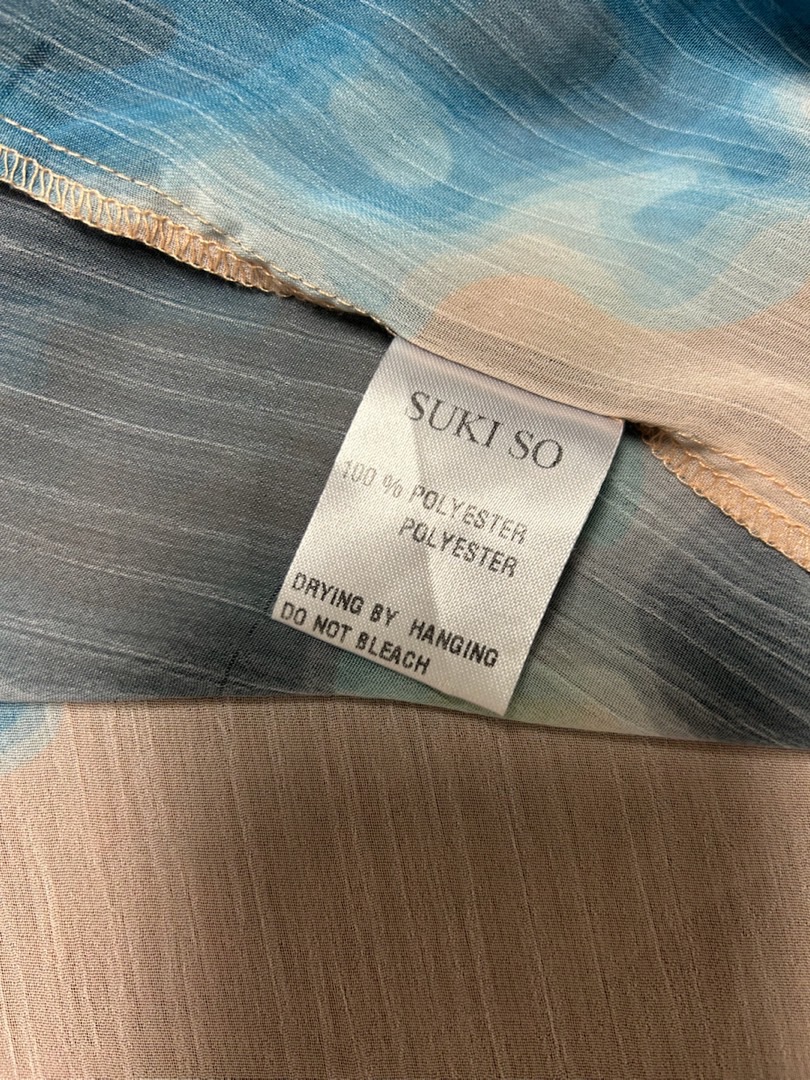 SUKI SO
100 % POLYESTER
POLYESTER
DRYING BY HANGING
DO NOT BLEACH